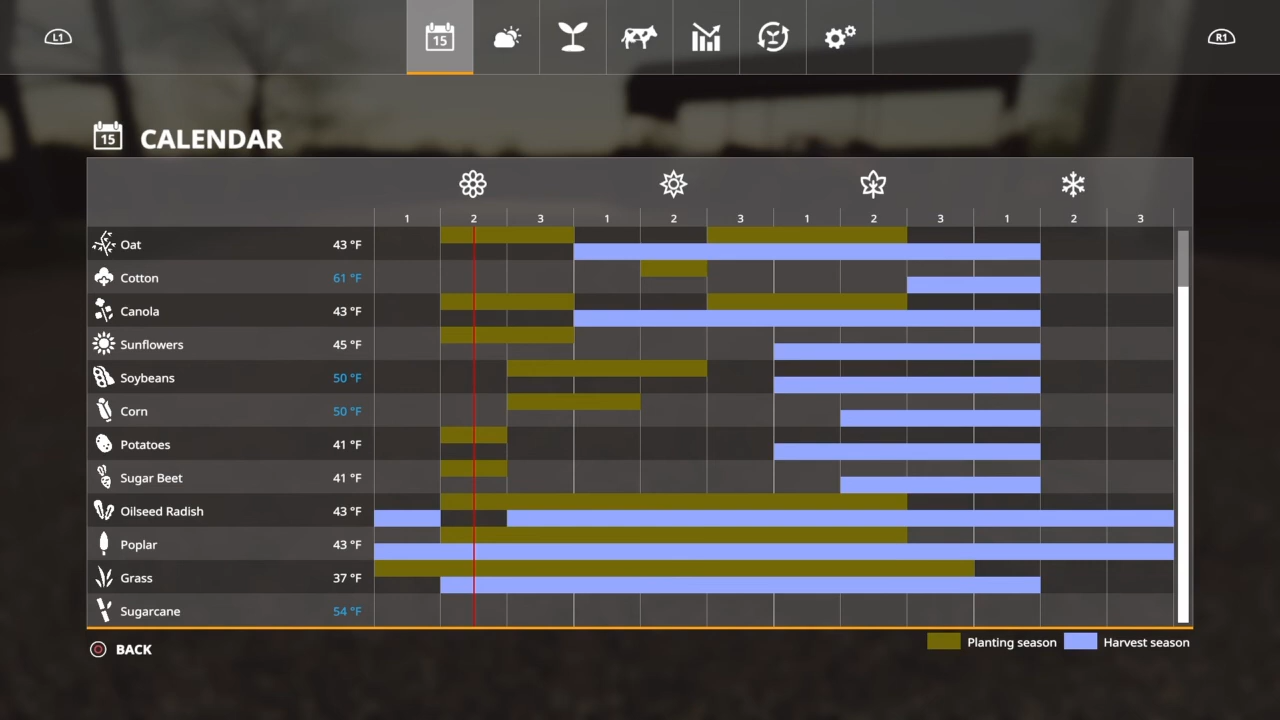 L1
15
R1
15 CALENDAR
1 2 3 1 2 3 1 2 3 1 2 3
Oat 43 °F
Cotton 61 °F
Canola 43 °F
Sunflowers 45 °F
Soybeans 50 °F
Corn 50 °F
Potatoes 41 °F
Sugar Beet 41 °F
Oilseed Radish 43 °F
Poplar 43 °F
Grass 37 °F
Sugarcane 54 °F
BACK
Planting season Harvest season